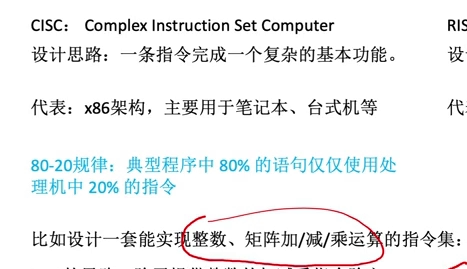 CISC: Complex Instruction Set Computer
RIS
设计思路：一条指令完成一个复杂的基本功能。
设
代表：x86架构，主要用于笔记本、台式机等
代
80-20规律：典型程序中 80% 的语句仅仅使用处
理机中 20% 的指令
比如设计一套能实现整数、矩阵加/减/乘运算的指令集：